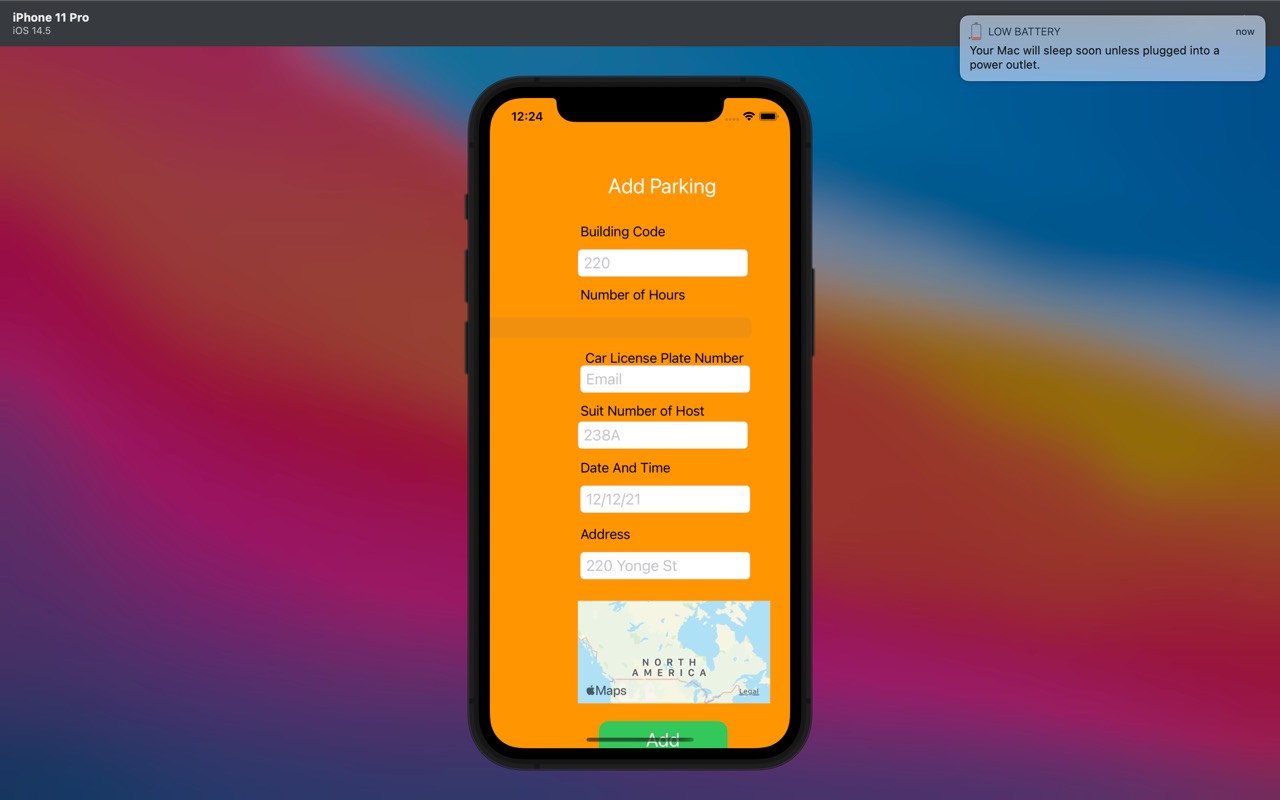 iPhone 11 Pro
iOS 14.5
LOW BATTERY
now
Your Mac will sleep soon unless plugged into a
power outlet.
12:24
Add Parking
Building Code
220
Number of Hours
Car License Plate Number
Email
Suit Number of Host
238A
Date And Time
12/12/21
Address
220 Yonge St
NORTH
AMERICA
Maps
Legal
Add